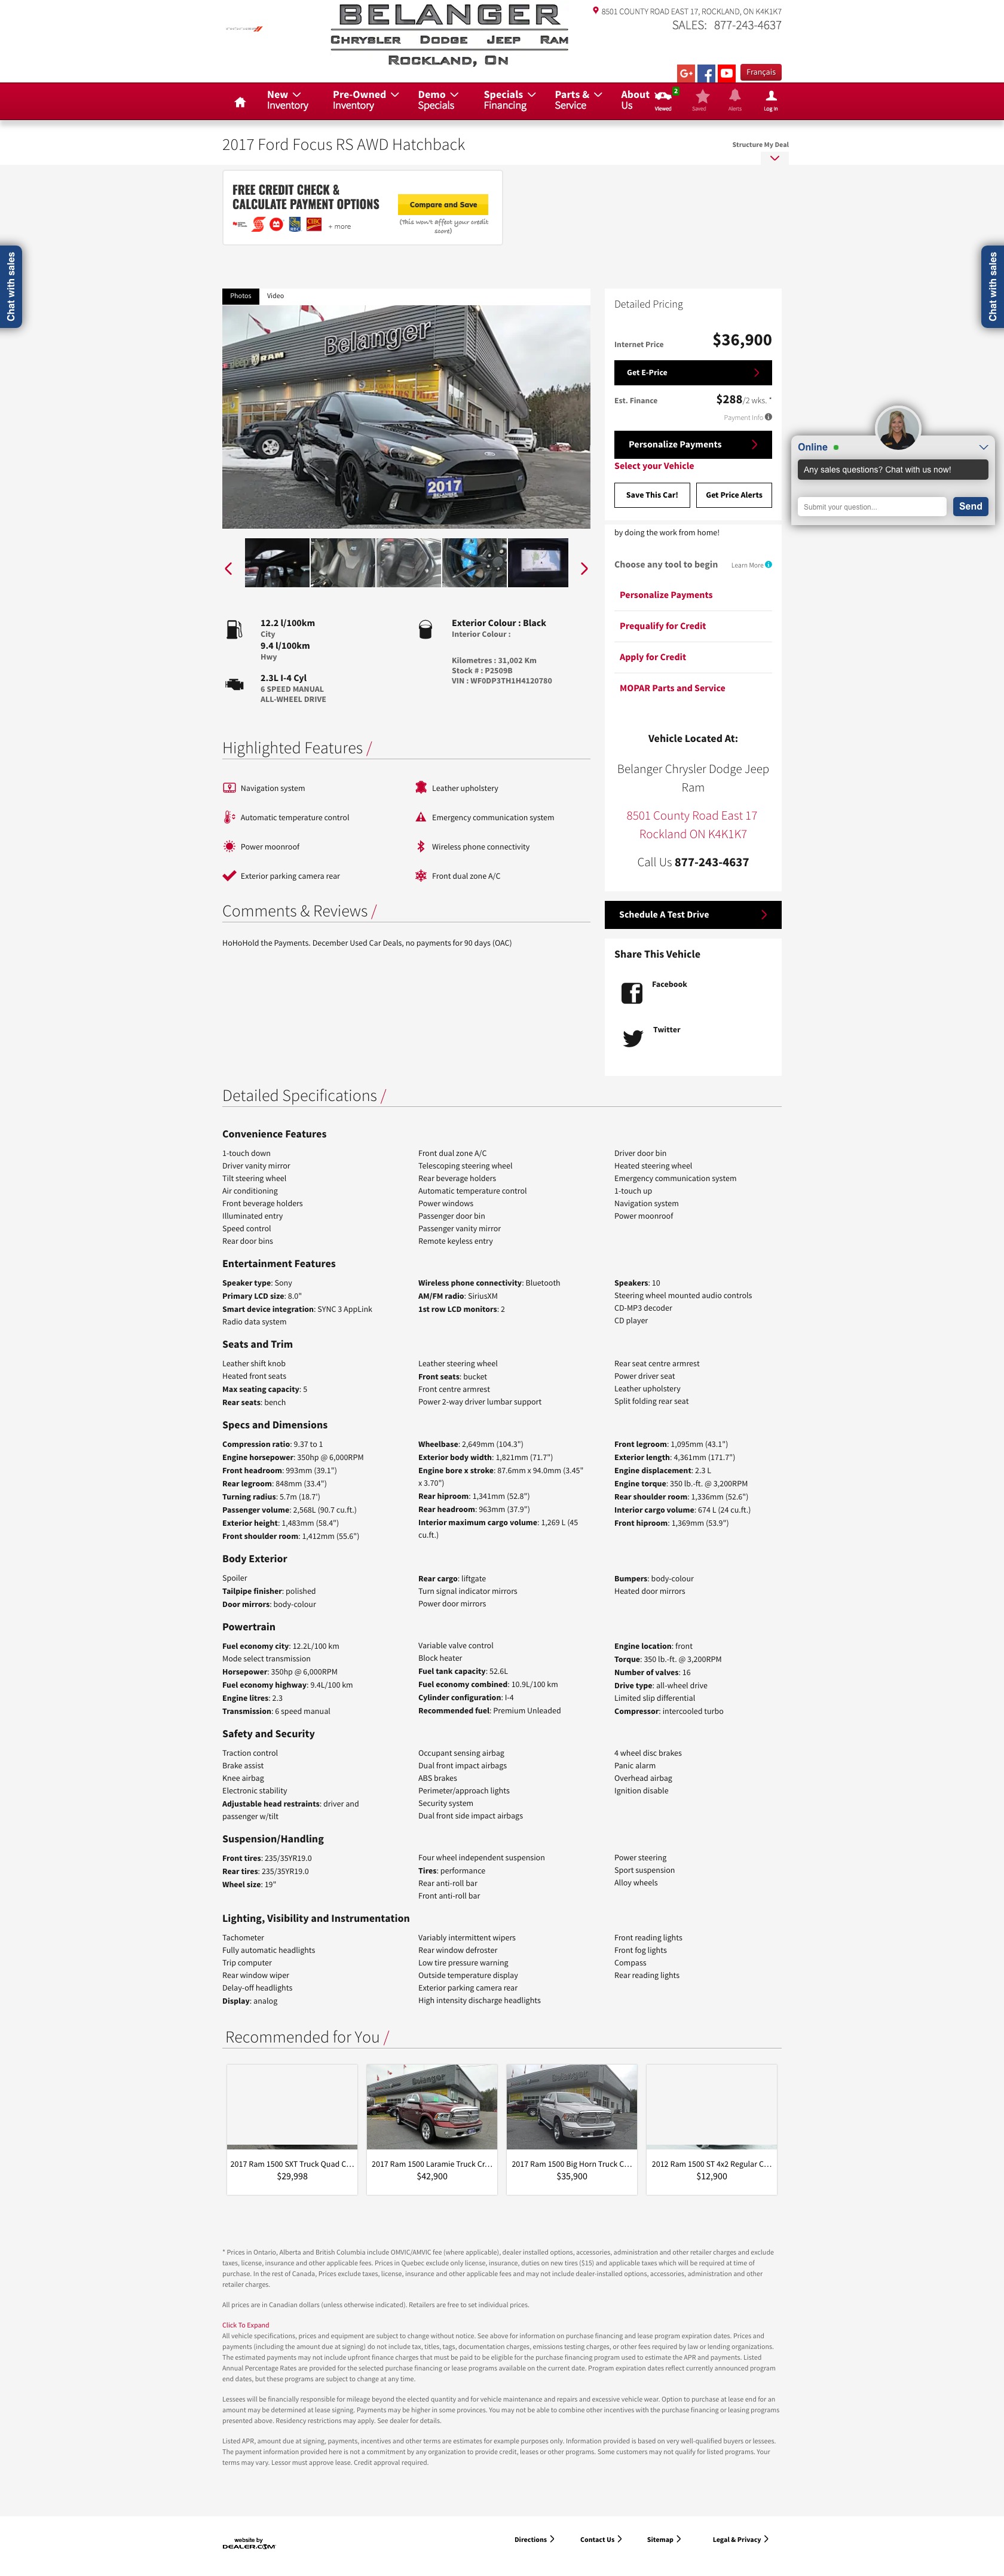 BELANGER
CHRYSLER DODGE JEEP RAM
ROCKLAND, ON
8501 COUNTY ROAD EAST 17, ROCKLAND, ON K4K1K7
SALES: 877-243-4637
Français
New Inventory
Pre-Owned Inventory
Demo Specials
Specials Financing
Parts & Service
About Us
Viewed
2
Saved
Alerts
Log In
2017 Ford Focus RS AWD Hatchback
Structure My Deal
FREE CREDIT CHECK &
CALCULATE PAYMENT OPTIONS
+ more
Compare and Save
(This won't affect your credit
score)
Chat with sales
Chat with sales
Photos
Video
Belanger
Jeep RAM
2017
Detailed Pricing
Internet Price $36,900
Get E-Price
Est. Finance $288/2 wks. *
Payment Info
Personalize Payments
Select your Vehicle
Save This Car!
Get Price Alerts
Online
Any sales questions? Chat with us now!
Submit your question...
Send
by doing the work from home!
Choose any tool to begin
Learn More
Personalize Payments
Prequalify for Credit
Apply for Credit
MOPAR Parts and Service
12.2 l/100km
City
9.4 l/100km
Hwy
2.3L I-4 Cyl
6 SPEED MANUAL
ALL-WHEEL DRIVE
Exterior Colour : Black
Interior Colour :
Kilometres : 31,002 Km
Stock # : P2509B
VIN : WF0DP3TH1H4120780
Vehicle Located At:
Belanger Chrysler Dodge Jeep
Ram
8501 County Road East 17
Rockland ON K4K1K7
Call Us 877-243-4637
Highlighted Features /
Navigation system
Leather upholstery
Automatic temperature control
Emergency communication system
Power moonroof
Wireless phone connectivity
Exterior parking camera rear
Front dual zone A/C
Comments & Reviews /
HoHoHold the Payments. December Used Car Deals, no payments for 90 days (OAC)
Schedule A Test Drive
Share This Vehicle
Facebook
Twitter
Detailed Specifications /
Convenience Features
1-touch down
Driver vanity mirror
Tilt steering wheel
Air conditioning
Front beverage holders
Illuminated entry
Speed control
Rear door bins
Front dual zone A/C
Telescoping steering wheel
Rear beverage holders
Automatic temperature control
Power windows
Passenger door bin
Passenger vanity mirror
Remote keyless entry
Driver door bin
Heated steering wheel
Emergency communication system
1-touch up
Navigation system
Power moonroof
Entertainment Features
Speaker type: Sony
Primary LCD size: 8.0"
Smart device integration: SYNC 3 AppLink
Radio data system
Wireless phone connectivity: Bluetooth
AM/FM radio: SiriusXM
1st row LCD monitors: 2
Speakers: 10
Steering wheel mounted audio controls
CD-MP3 decoder
CD player
Seats and Trim
Leather shift knob
Heated front seats
Max seating capacity: 5
Rear seats: bench
Leather steering wheel
Front seats: bucket
Front centre armrest
Power 2-way driver lumbar support
Rear seat centre armrest
Power driver seat
Leather upholstery
Split folding rear seat
Specs and Dimensions
Compression ratio: 9.37 to 1
Engine horsepower: 350hp @ 6,000RPM
Front headroom: 993mm (39.1")
Rear legroom: 848mm (33.4")
Turning radius: 5.7m (18.7')
Passenger volume: 2,568L (90.7 cu.ft.)
Exterior height: 1,483mm (58.4")
Front shoulder room: 1,412mm (55.6")
Wheelbase: 2,649mm (104.3")
Exterior body width: 1,821mm (71.7")
Engine bore x stroke: 87.6mm x 94.0mm (3.45"
x 3.70")
Rear hiproom: 1,341mm (52.8")
Rear headroom: 963mm (37.9")
Interior maximum cargo volume: 1,269 L (45
cu.ft.)
Front legroom: 1,095mm (43.1")
Exterior length: 4,361mm (171.7")
Engine displacement: 2.3 L
Engine torque: 350 lb.-ft. @ 3,200RPM
Rear shoulder room: 1,336mm (52.6")
Interior cargo volume: 674 L (24 cu.ft.)
Front hiproom: 1,369mm (53.9")
Body Exterior
Spoiler
Tailpipe finisher: polished
Door mirrors: body-colour
Rear cargo: liftgate
Turn signal indicator mirrors
Power door mirrors
Bumpers: body-colour
Heated door mirrors
Powertrain
Fuel economy city: 12.2L/100 km
Mode select transmission
Horsepower: 350hp @ 6,000RPM
Fuel economy highway: 9.4L/100 km
Engine litres: 2.3
Transmission: 6 speed manual
Variable valve control
Block heater
Fuel tank capacity: 52.6L
Fuel economy combined: 10.9L/100 km
Cylinder configuration: I-4
Recommended fuel: Premium Unleaded
Engine location: front
Torque: 350 lb.-ft. @ 3,200RPM
Number of valves: 16
Drive type: all-wheel drive
Limited slip differential
Compressor: intercooled turbo
Safety and Security
Traction control
Brake assist
Knee airbag
Electronic stability
Adjustable head restraints: driver and
passenger w/tilt
Occupant sensing airbag
Dual front impact airbags
ABS brakes
Perimeter/approach lights
Security system
Dual front side impact airbags
4 wheel disc brakes
Panic alarm
Overhead airbag
Ignition disable
Suspension/Handling
Front tires: 235/35YR19.0
Rear tires: 235/35YR19.0
Wheel size: 19"
Four wheel independent suspension
Tires: performance
Rear anti-roll bar
Front anti-roll bar
Power steering
Sport suspension
Alloy wheels
Lighting, Visibility and Instrumentation
Tachometer
Fully automatic headlights
Trip computer
Rear window wiper
Delay-off headlights
Display: analog
Variably intermittent wipers
Rear window defroster
Low tire pressure warning
Outside temperature display
Exterior parking camera rear
High intensity discharge headlights
Front reading lights
Front fog lights
Compass
Rear reading lights
Recommended for You /
2017 Ram 1500 SXT Truck Quad C...
$29,998
2017 Ram 1500 Laramie Truck Cr...
$42,900
2017 Ram 1500 Big Horn Truck C...
$35,900
2012 Ram 1500 ST 4x2 Regular C...
$12,900
* Prices in Ontario, Alberta and British Columbia include OMVIC/AMVIC fee (where applicable), dealer installed options, accessories, administration and other retailer charges and exclude
taxes, license, insurance and other applicable fees. Prices in Quebec exclude only license, insurance, duties on new tires ($15) and applicable taxes which will be required at time of
purchase. In the rest of Canada, Prices exclude taxes, license, insurance and other applicable fees and may not include dealer-installed options, accessories, administration and other
retailer charges.
All prices are in Canadian dollars (unless otherwise indicated). Retailers are free to set individual prices.
Click To Expand
All vehicle specifications, prices and equipment are subject to change without notice. See above for information on purchase financing and lease program expiration dates. Prices and
payments (including the amount due at signing) do not include tax, titles, tags, documentation charges, emissions testing charges, or other fees required by law or lending organizations.
The estimated payments may not include upfront finance charges that must be paid to be eligible for the purchase financing program used to estimate the APR and payments. Listed
Annual Percentage Rates are provided for the selected purchase financing or lease programs available on the current date. Program expiration dates reflect currently announced program
end dates, but these programs are subject to change at any time.
Lessees will be financially responsible for mileage beyond the elected quantity and for vehicle maintenance and repairs and excessive vehicle wear. Option to purchase at lease end for an
amount may be determined at lease signing. Payments may be higher in some provinces. You may not be able to combine other incentives with the purchase financing or leasing programs
presented above. Residency restrictions may apply. See dealer for details.
Listed APR, amount due at signing, payments, incentives and other terms are estimates for example purposes only. Information provided is based on very well-qualified buyers or lessees.
The payment information provided here is not a commitment by any organization to provide credit, leases or other programs. Some customers may not qualify for listed programs. Your
terms may vary. Lessor must approve lease. Credit approval required.
website by
DEALER.COM
Directions
Contact Us
Sitemap
Legal & Privacy